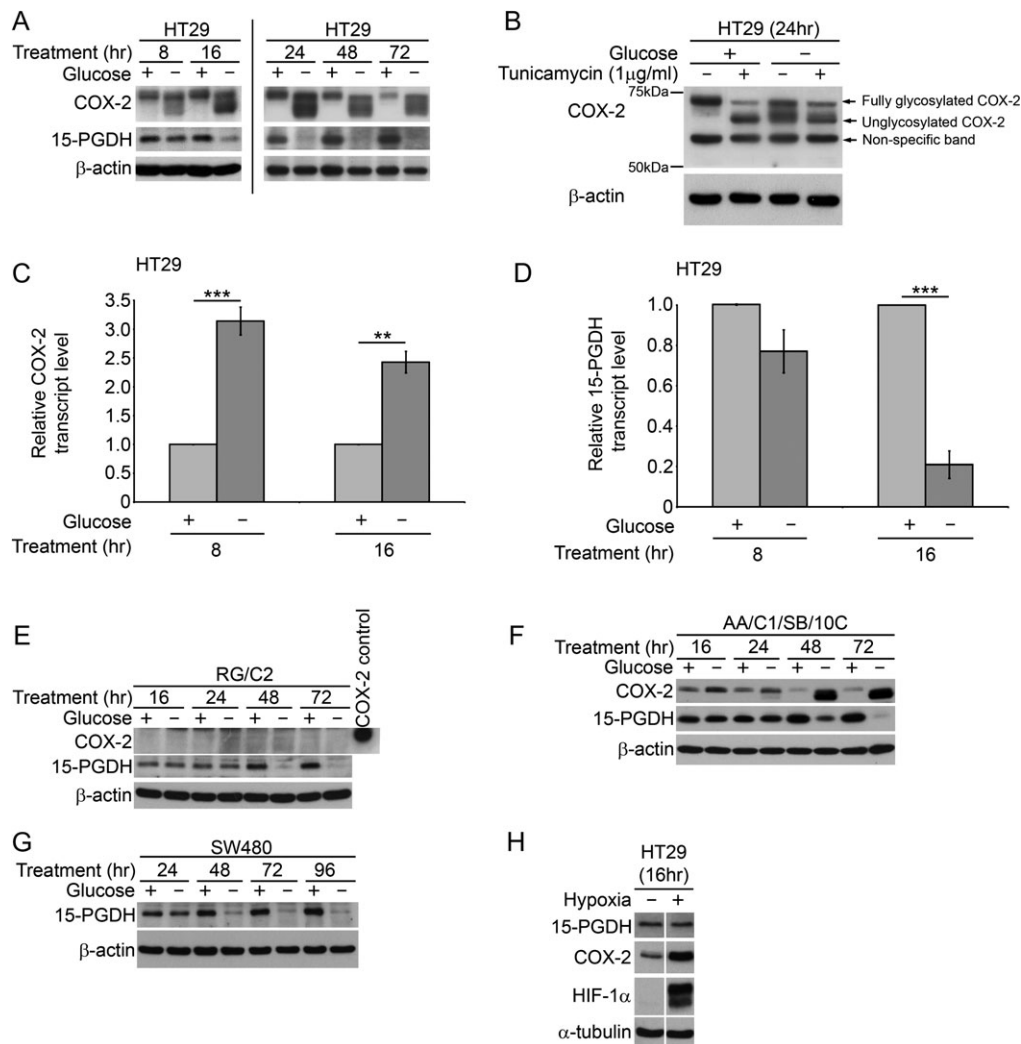 A
HT29 HT29
Treatment (hr) 8 16 24 48 72
Glucose + − + − + − + − + −
COX-2
15-PGDH
β-actin
B
HT29 (24hr)
Glucose + −
Tunicamycin (1μg/ml) − + − +
75kDa
COX-2
Fully glycosylated COX-2
Unglycosylated COX-2
Non-specific band
50kDa
β-actin
C
HT29
Relative COX-2
transcript level
3.5
3.0
2.5
2.0
1.5
1.0
0.5
0
***
**
Glucose + − + −
Treatment (hr) 8 16
D
HT29
Relative 15-PGDH
transcript level
1.0
0.8
0.6
0.4
0.2
0
***
Glucose + − + −
Treatment (hr) 8 16
E
RG/C2
COX-2 control
Treatment (hr) 16 24 48 72
Glucose + − + − + − + −
COX-2
15-PGDH
β-actin
F
AA/C1/SB/10C
Treatment (hr) 16 24 48 72
Glucose + − + − + − + −
COX-2
15-PGDH
β-actin
G
SW480
Treatment (hr) 24 48 72 96
Glucose + − + − + − + −
15-PGDH
β-actin
H
HT29
(16hr)
Hypoxia − +
15-PGDH
COX-2
HIF-1α
α-tubulin